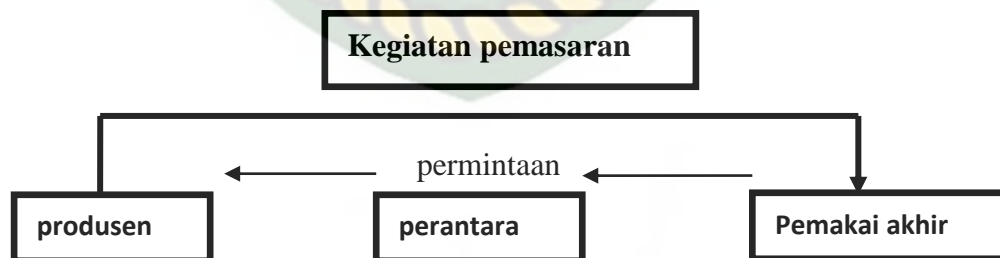 Kegiatan pemasaran
permintaan
produsen
perantara
Pemakai akhir